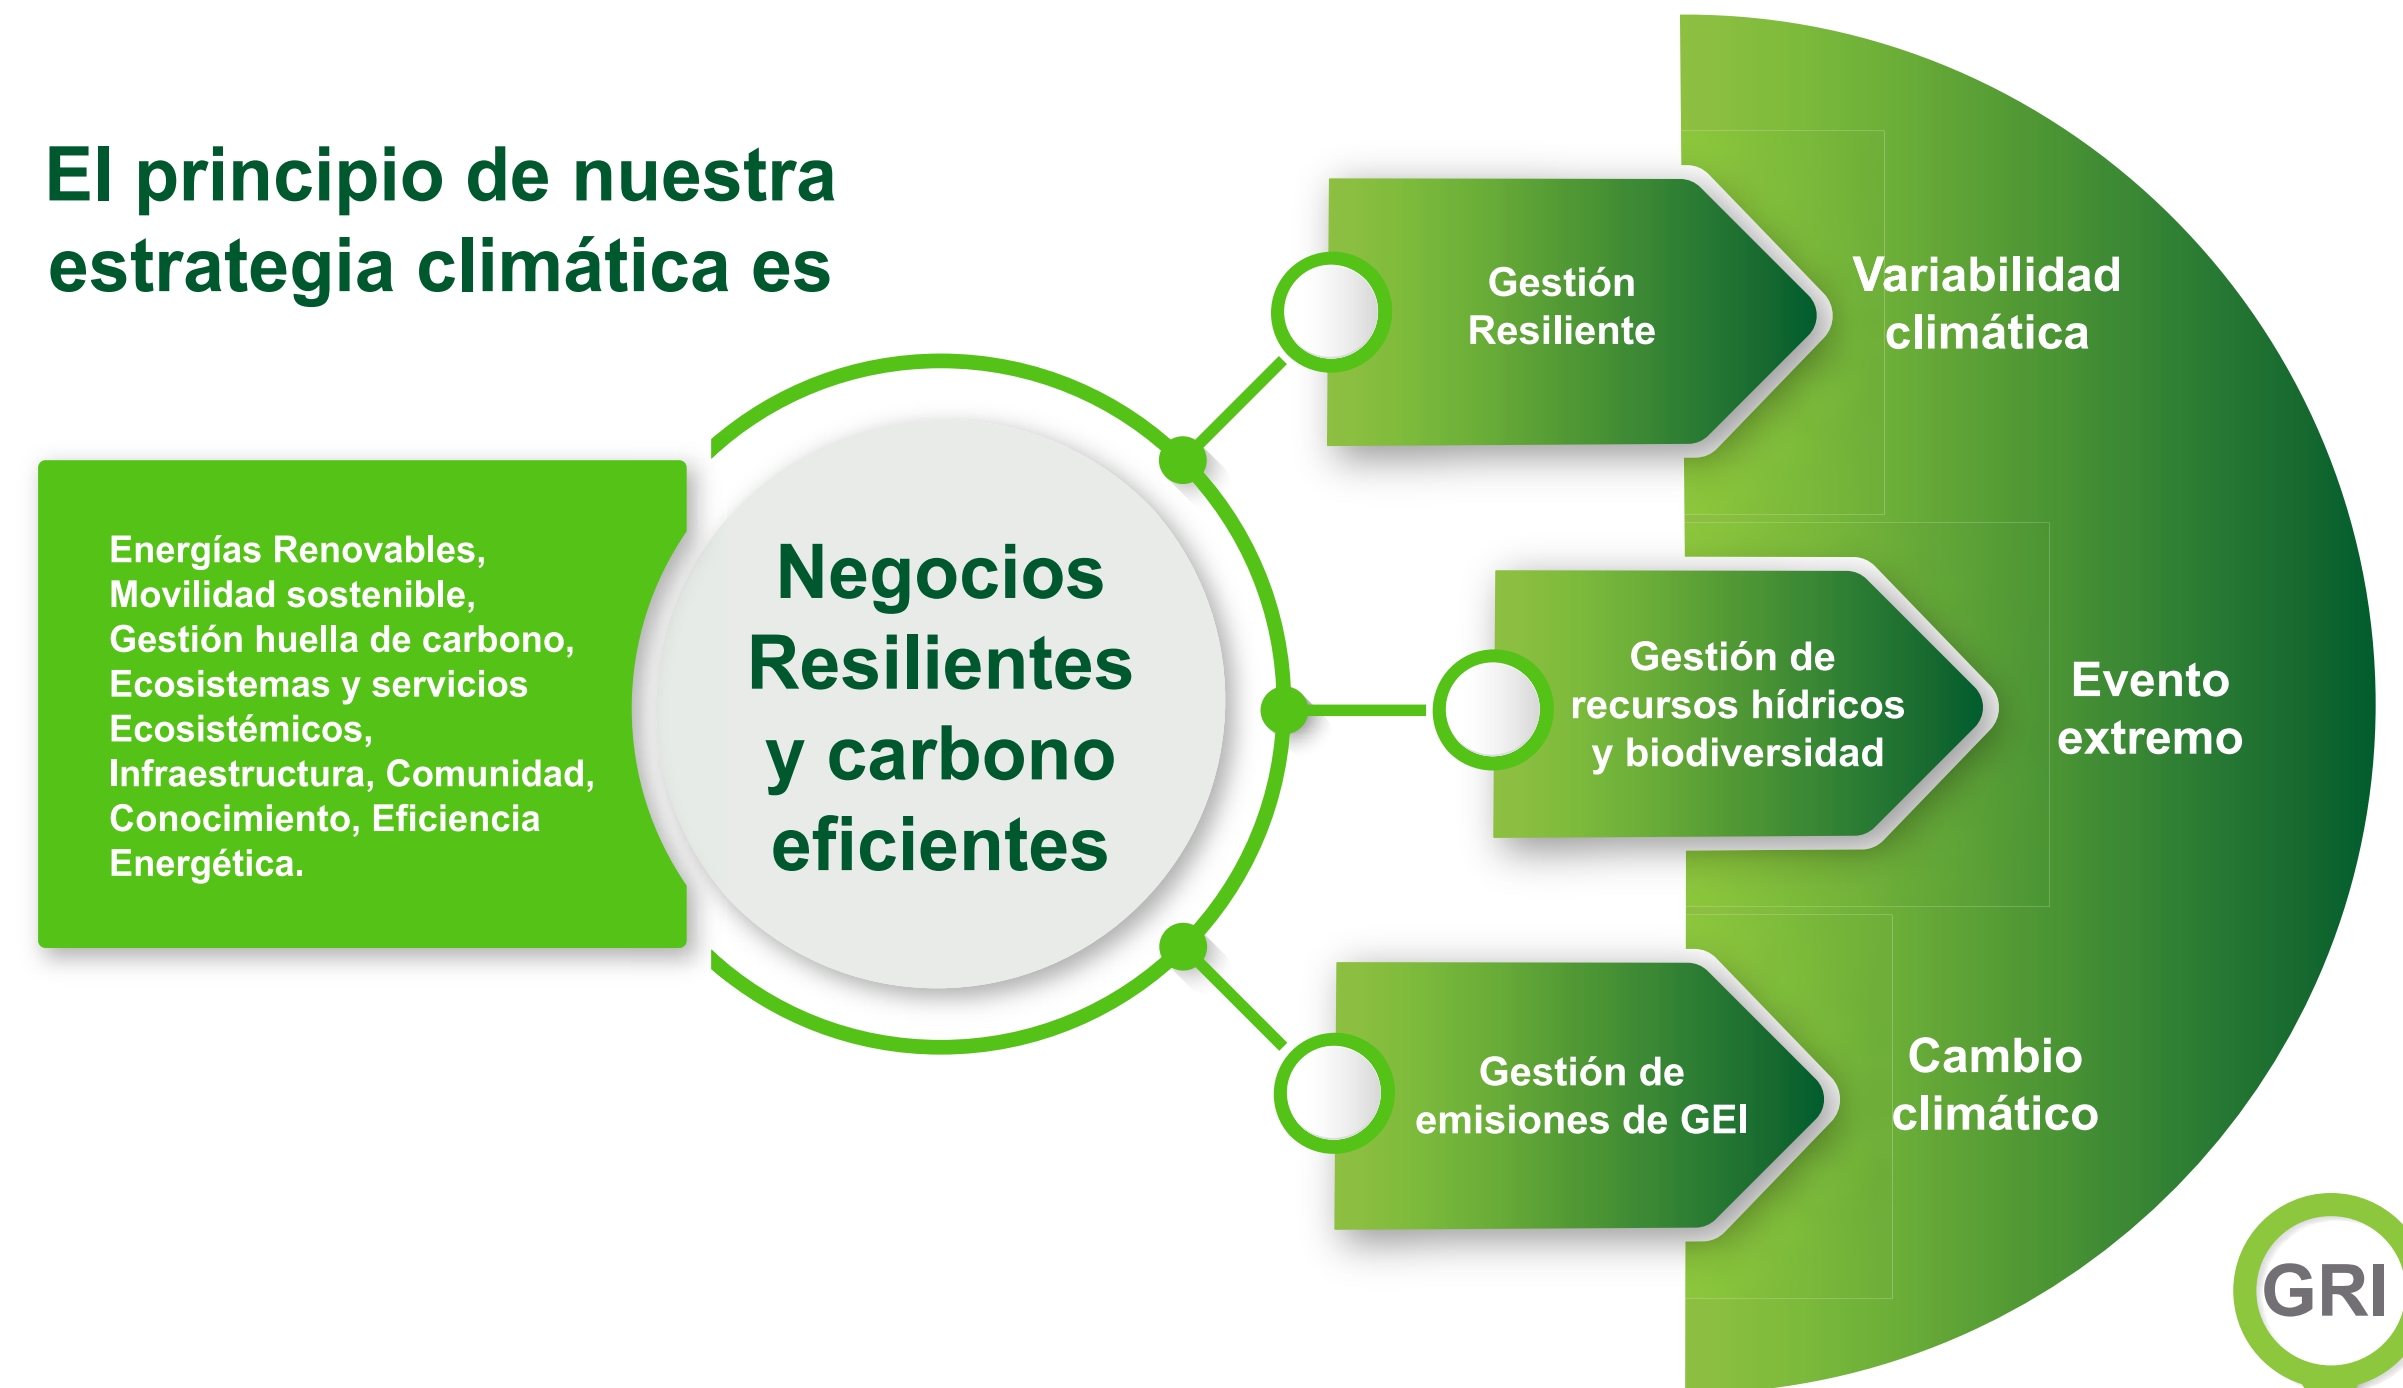 El principio de nuestra
estrategia climática es
Energías Renovables,
Movilidad sostenible,
Gestión huella de carbono,
Ecosistemas y servicios
Ecosistémicos,
Infraestructura, Comunidad,
Conocimiento, Eficiencia
Energética.
Negocios
Resilientes
y carbono
eficientes
Gestión
Resiliente
Variabilidad
climática
Gestión de
recursos hídricos
y biodiversidad
Evento
extremo
Gestión de
emisiones de GEI
Cambio
climático
GRI